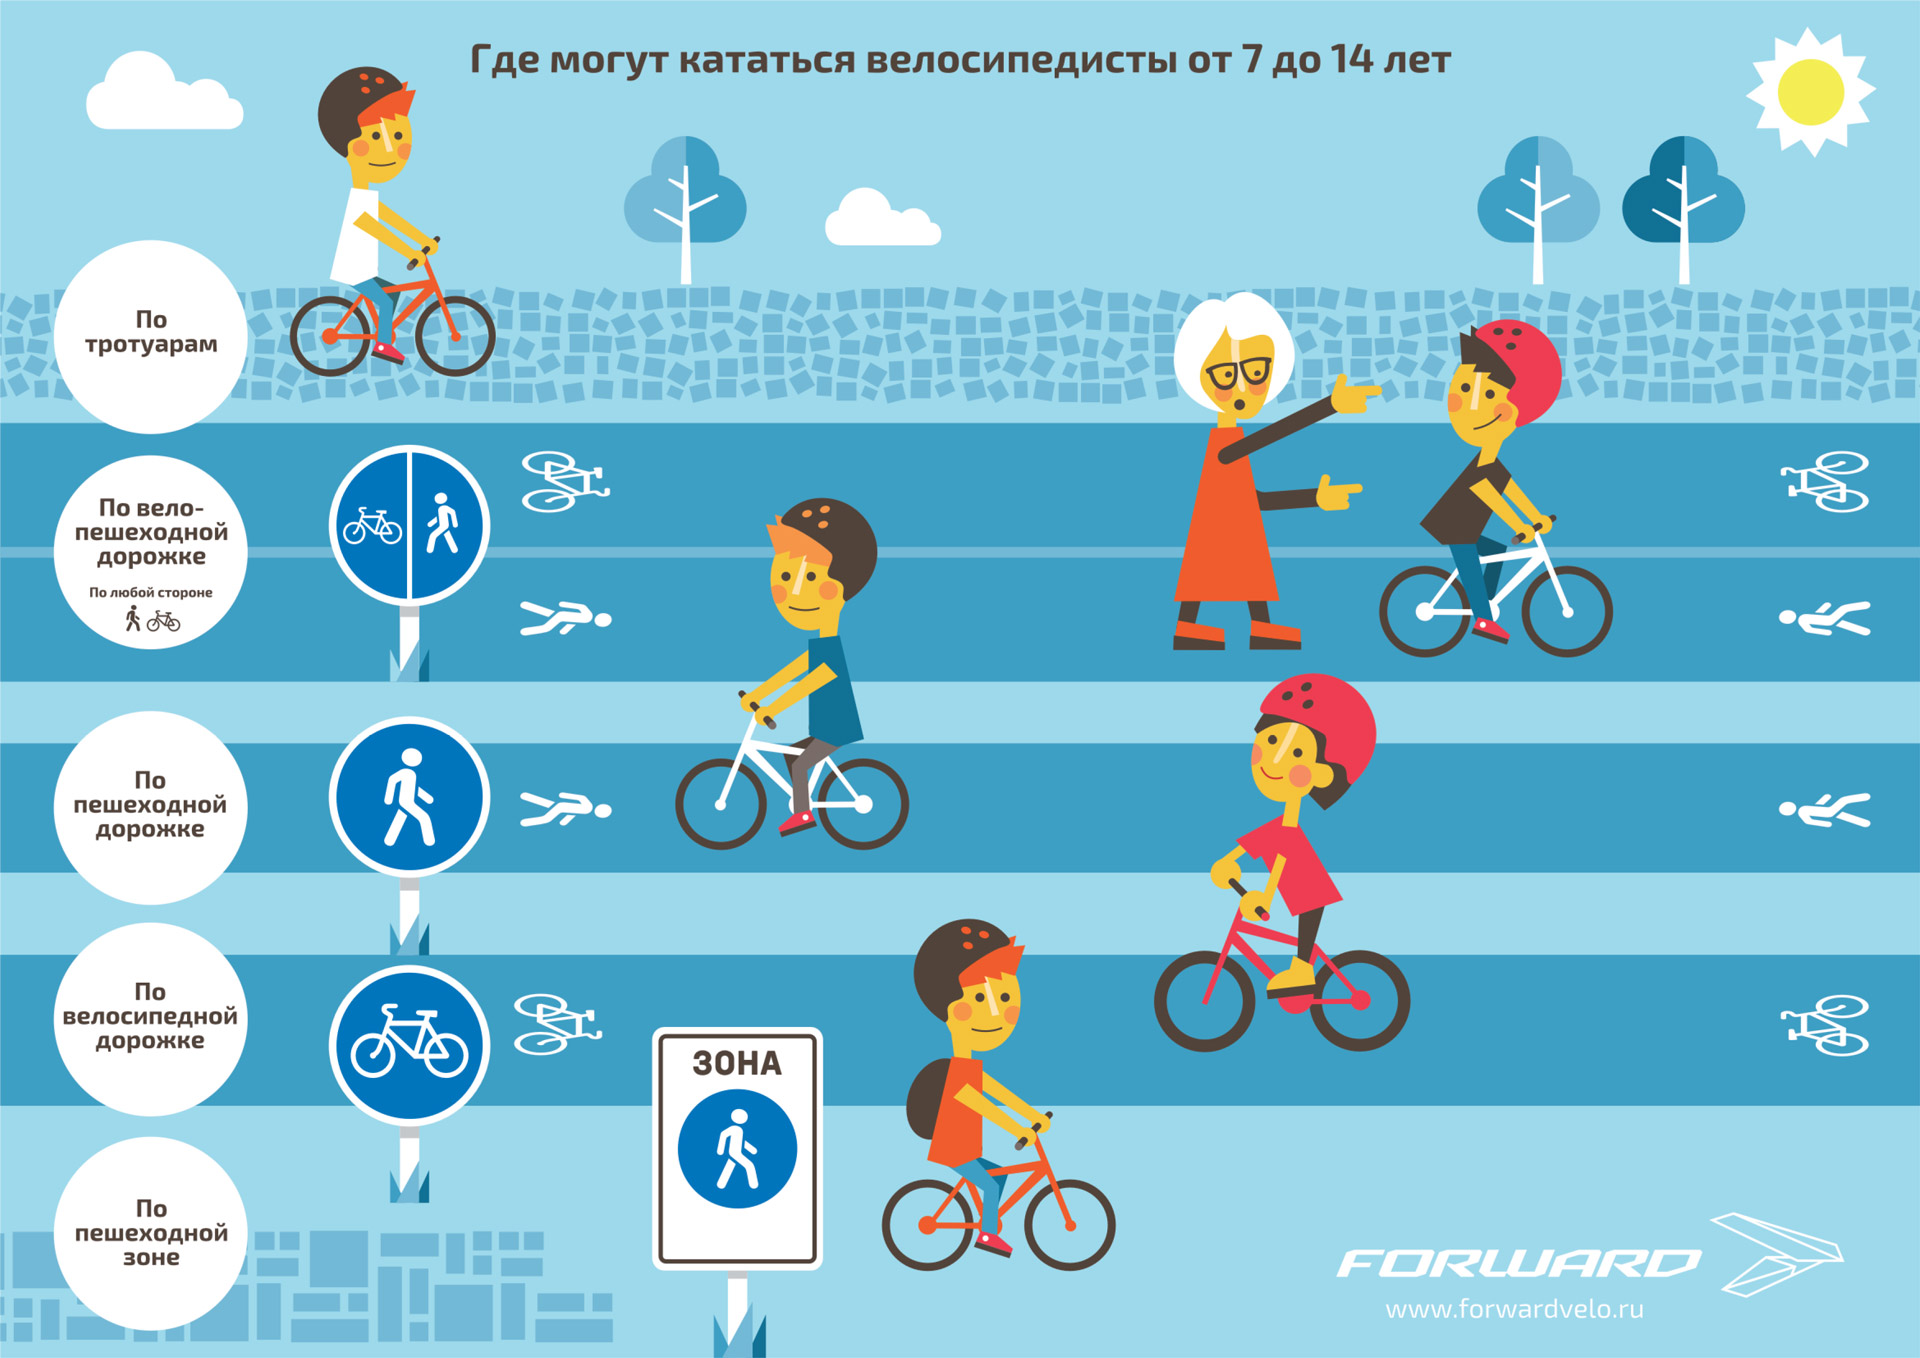 Где могут кататься велосипедисты от 7 до 14 лет
По
тротуарам
По вело-
пешеходной
дорожке
По любой стороне
По
пешеходной
дорожке
По
велосипедной
дорожке
ЗОНА
По
пешеходной
зоне
FORWARD
www.forwardvelo.ru